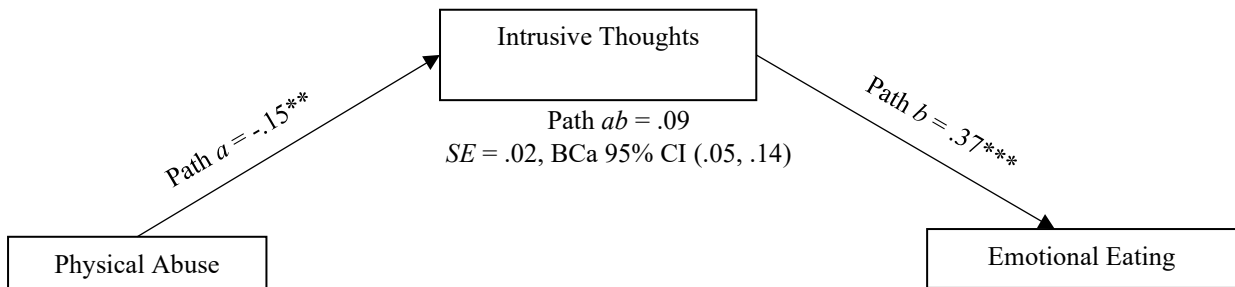 Intrusive Thoughts
Path a = -.15**
Path b = .37***
Path ab = .09
SE = .02, BCa 95% CI (.05, .14)
Physical Abuse
Emotional Eating